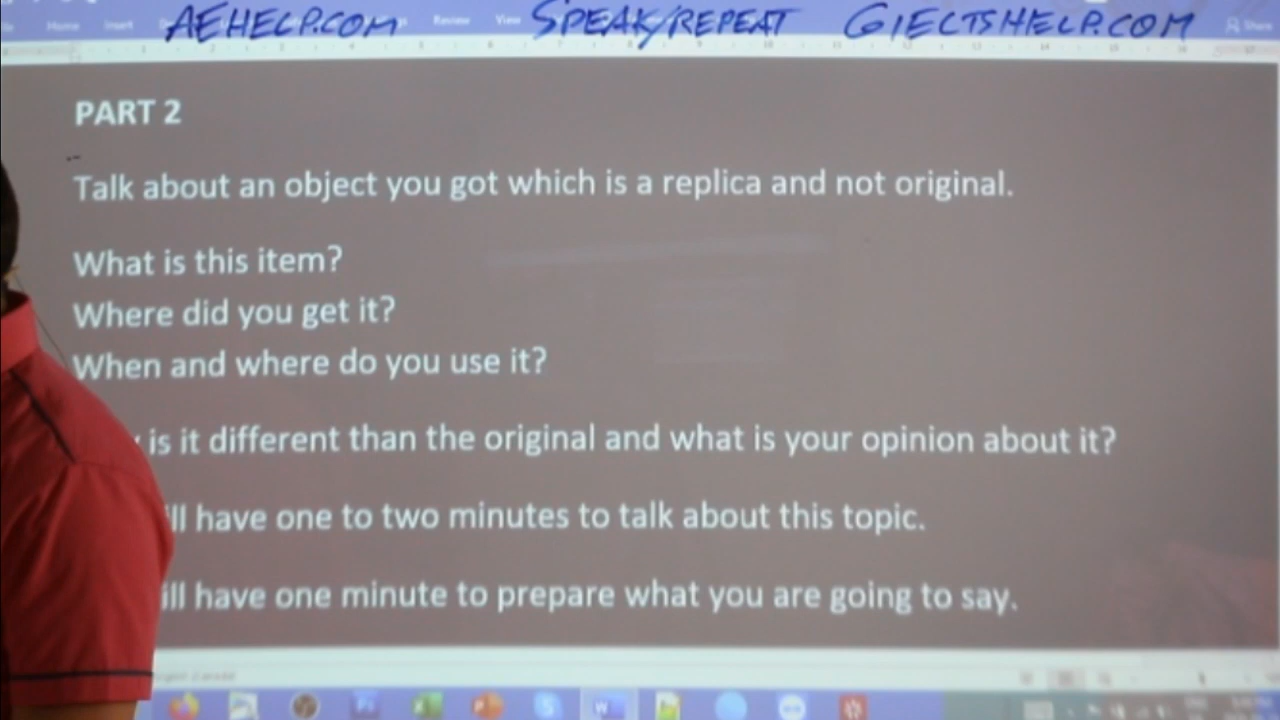 AEHELP.COM SPEAK/REPEAT GIELTSHELP.COM
Home Insert Review View Share
PART 2
Talk about an object you got which is a replica and not original.
What is this item?
Where did you get it?
When and where do you use it?
is it different than the original and what is your opinion about it?
ll have one to two minutes to talk about this topic.
ill have one minute to prepare what you are going to say.